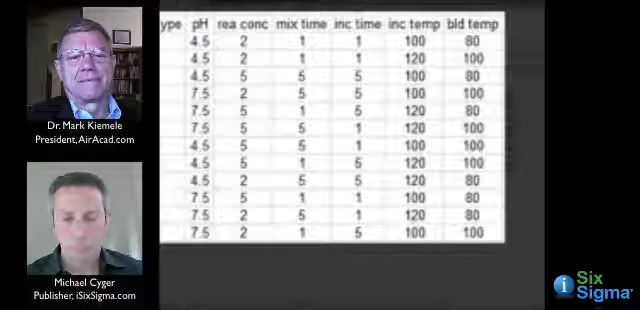 ype pH rea conc mix time inc time inc temp bld temp
4.5 2 1 1 100 80
4.5 2 1 1 120 100
4.5 5 5 5 100 80
7.5 2 5 5 100 100
7.5 5 1 5 120 80
7.5 5 5 1 120 100
4.5 5 5 1 100 100
4.5 5 1 5 120 100
4.5 2 5 5 120 80
7.5 5 1 1 100 80
7.5 2 5 1 120 80
7.5 2 1 5 100 100
Dr. Mark Kiemele
President, AirAcad.com
Michael Cyger
Publisher, iSixSigma.com
i Six Sigma